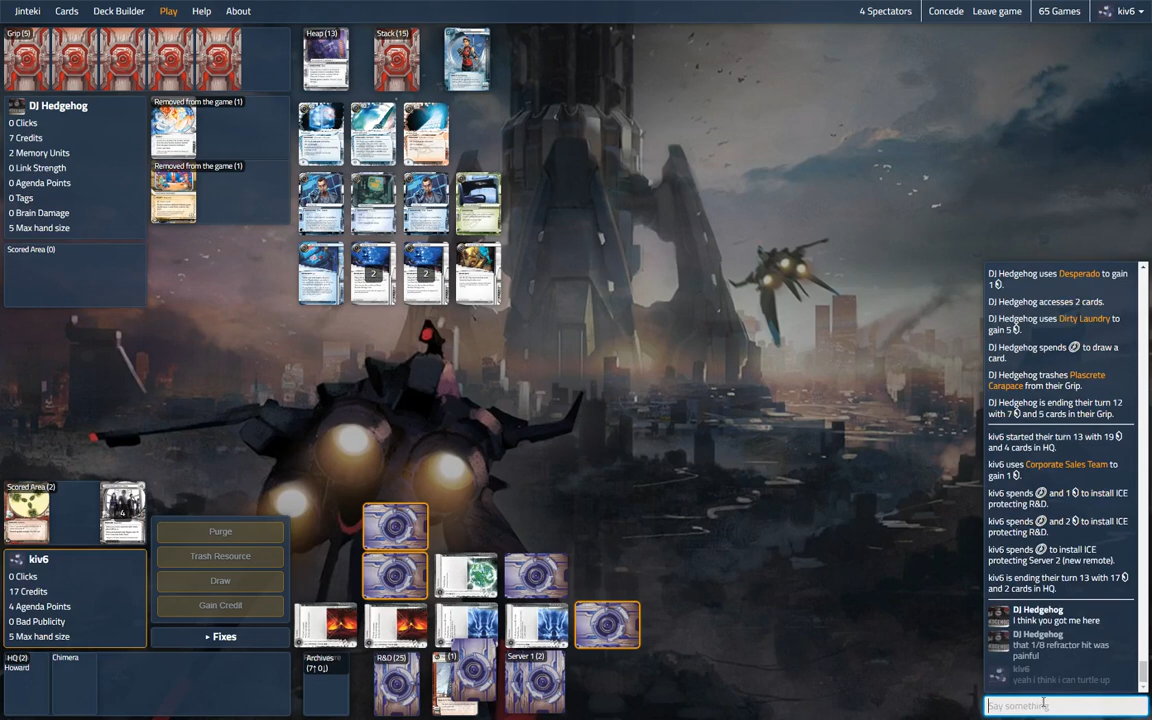 Jinteki Cards Deck Builder Play Help About 4 Spectators Concede Leave game 65 Games kiv6
Grip (5)
Heap (13)
Stack (15)
DJ Hedgehog
0 Clicks
7 Credits
2 Memory Units
0 Link Strength
0 Agenda Points
0 Tags
0 Brain Damage
5 Max hand size
Removed from the game (1)
Removed from the game (1)
Scored Area (0)
2
2
Scored Area (2)
4
kiv6
0 Clicks
17 Credits
4 Agenda Points
0 Bad Publicity
5 Max hand size
Purge
Trash Resource
Draw
Gain Credit
Fixes
HQ (2)
Howard
Chimera
Archives
(7↑ 0↓)
R&D (25)
(1)
Server 1 (2)
DJ Hedgehog uses Desperado to gain
1
DJ Hedgehog accesses 2 cards.
DJ Hedgehog uses Dirty Laundry to
gain 5
DJ Hedgehog spends to draw a
card.
DJ Hedgehog trashes Plascrete
Carapace from their Grip.
DJ Hedgehog is ending their turn 12
with 7 and 5 cards in their Grip.
kiv6 started their turn 13 with 19
and 4 cards in HQ.
kiv6 uses Corporate Sales Team to
gain 1
kiv6 spends and 1 to install ICE
protecting R&D.
kiv6 spends and 2 to install ICE
protecting R&D.
kiv6 spends to install ICE
protecting Server 2 (new remote).
kiv6 is ending their turn 13 with 17
and 2 cards in HQ.
DJ Hedgehog
I think you got me here
DJ Hedgehog
that 1/8 refractor hit was
painful
kiv6
yeah i think i can turtle up
Say something